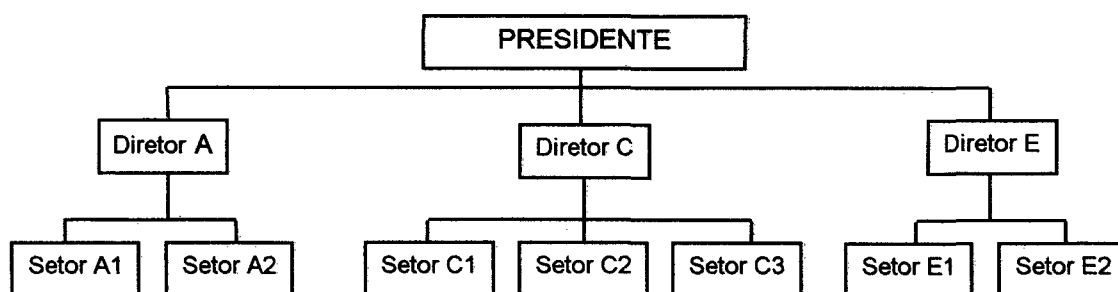 PRESIDENTE
Diretor A
Diretor C
Diretor E
Setor A1
Setor A2
Setor C1
Setor C2
Setor C3
Setor E1
Setor E2